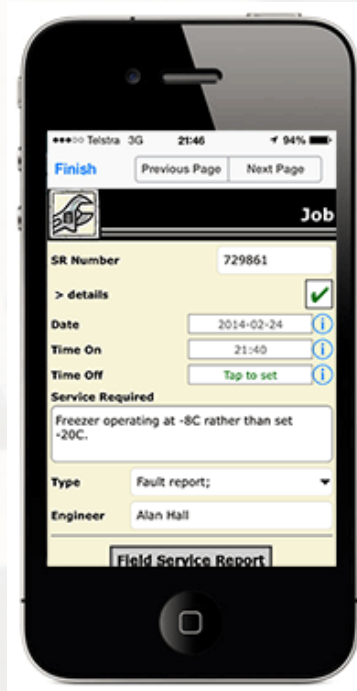 Telstra 3G 21:46 94%
Finish Previous Page Next Page
Job
SR Number 729861
> details
Date 2014-02-24
Time On 21:40
Time Off Tap to set
Service Required
Freezer operating at -8C rather than set
-20C.
Type Fault report;
Engineer Alan Hall
Field Service Report